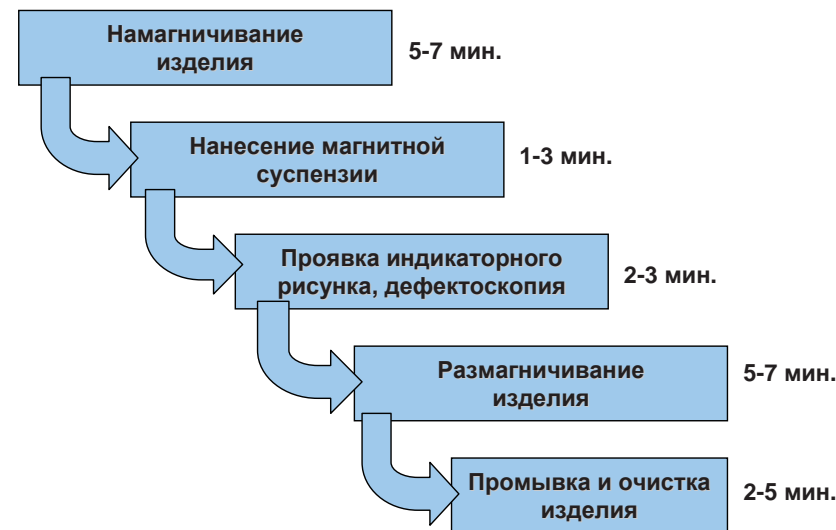 Намагничивание
изделия
5-7 мин.
Нанесение магнитной
суспензии
1-3 мин.
Проявка индикаторного
рисунка, дефектоскопия
2-3 мин.
Размагничивание
изделия
5-7 мин.
Промывка и очистка
изделия
2-5 мин.